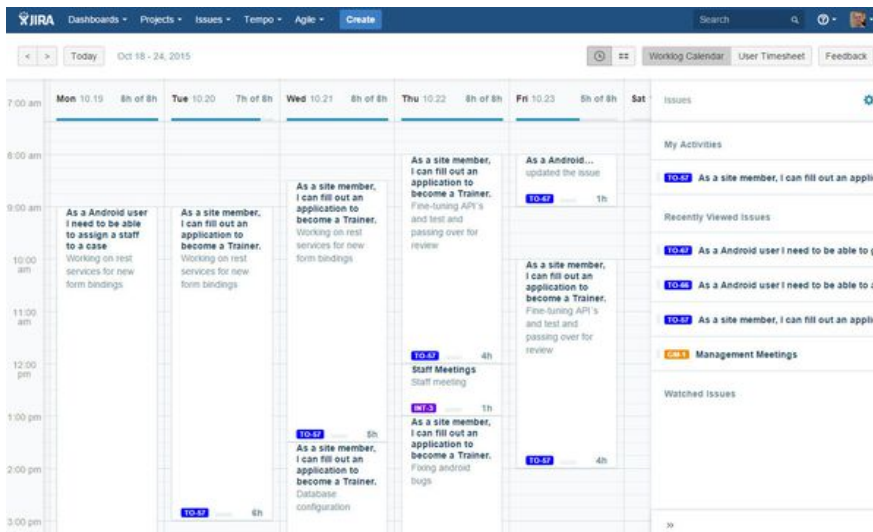 JIRA Dashboards Projects Issues Tempo Agile Create Search
Today Oct 18 - 24, 2015 Worklog Calendar User Timesheet Feedback
Mon 10.19 8h of 8h Tue 10.20 7h of 8h Wed 10.21 8h of 8h Thu 10.22 8h of 8h Fri 10.23 5h of 8h Sat
7:00 am
8:00 am
9:00 am
10:00
am
11:00
am
12:00
pm
1:00 pm
2:00 pm
3:00 pm
As a Android user
I need to be able
to assign a staff
to a case
Working on rest
services for new
form bindings
As a site member,
I can fill out an
application to
become a Trainer.
Working on rest
services for new
form bindings
TO-57 6h
As a site member,
I can fill out an
application to
become a Trainer.
Working on rest
services for new
form bindings
TO-57 5h
As a site member,
I can fill out an
application to
become a Trainer.
Database
configuration
As a site member,
I can fill out an
application to
become a Trainer.
Fine-tuning API's
and test and
passing over for
review
TO-57 4h
Staff Meetings
Staff meeting
INT-3 1h
As a site member,
I can fill out an
application to
become a Trainer.
Fixing android
bugs
As a Android...
updated the issue
TO-67 1h
As a site member,
I can fill out an
application to
become a Trainer.
Fine-tuning API's
and test and
passing over for
review
TO-57 4h
Issues
My Activities
TO-57 As a site member, I can fill out an appli
Recently Viewed Issues
TO-67 As a Android user I need to be able to
TO-66 As a Android user I need to be able to
TO-57 As a site member, I can fill out an appli
GM-1 Management Meetings
Watched Issues